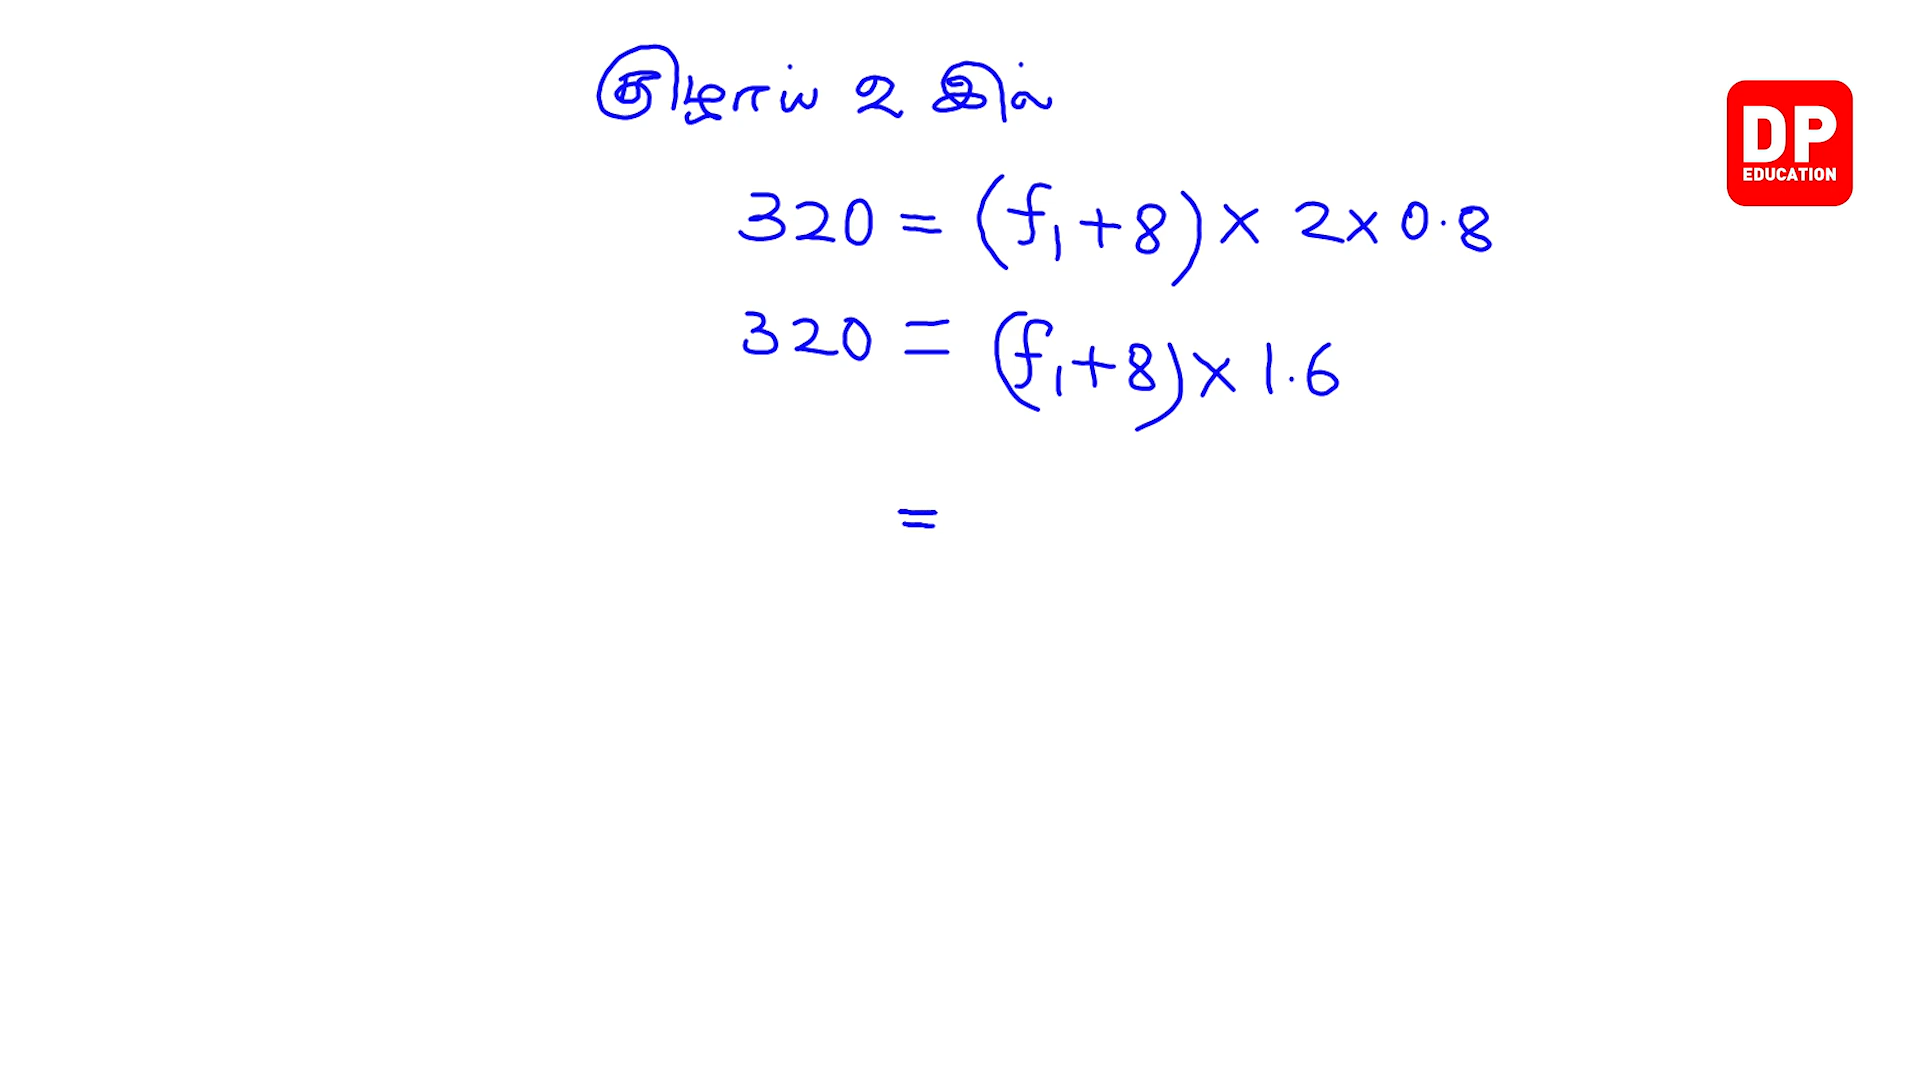 குழாய் 2 இல்
320 = (f₁+8) × 2 × 0.8
320 = (f₁+8) × 1.6
=
DP
EDUCATION